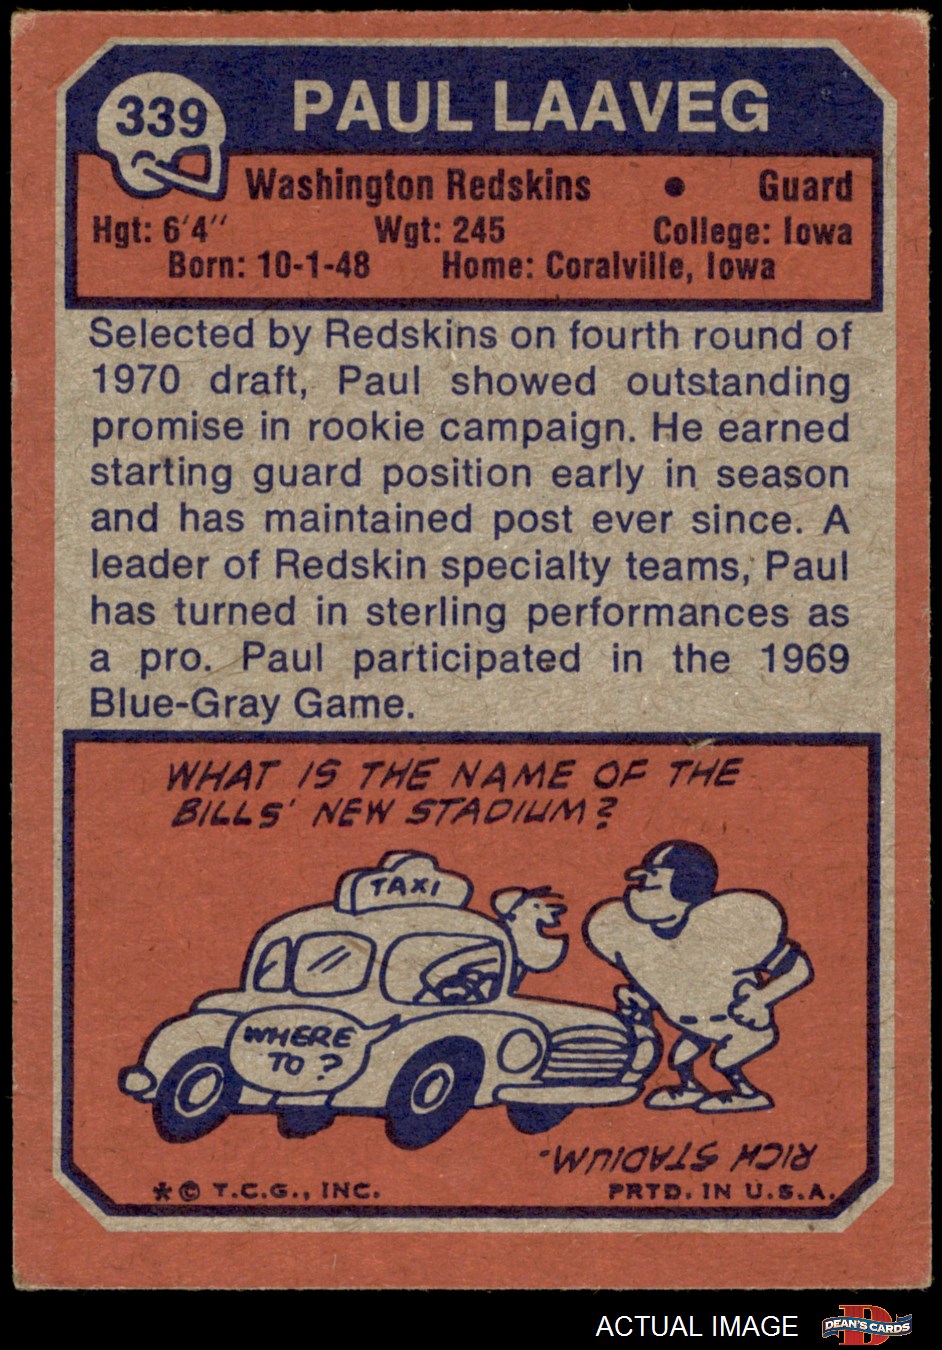 339
PAUL LAAVEG
Washington Redskins • Guard
Hgt: 6'4" Wgt: 245 College: Iowa
Born: 10-1-48 Home: Coralville, Iowa
Selected by Redskins on fourth round of
1970 draft, Paul showed outstanding
promise in rookie campaign. He earned
starting guard position early in season
and has maintained post ever since. A
leader of Redskin specialty teams, Paul
has turned in sterling performances as
a pro. Paul participated in the 1969
Blue-Gray Game.
WHAT IS THE NAME OF THE
BILLS' NEW STADIUM?
TAXI
WHERE
TO?
RICH STADIUM.
*© T.C.G., INC. PRTD. IN U.S.A.
ACTUAL IMAGE
D
DEAN'S CARDS